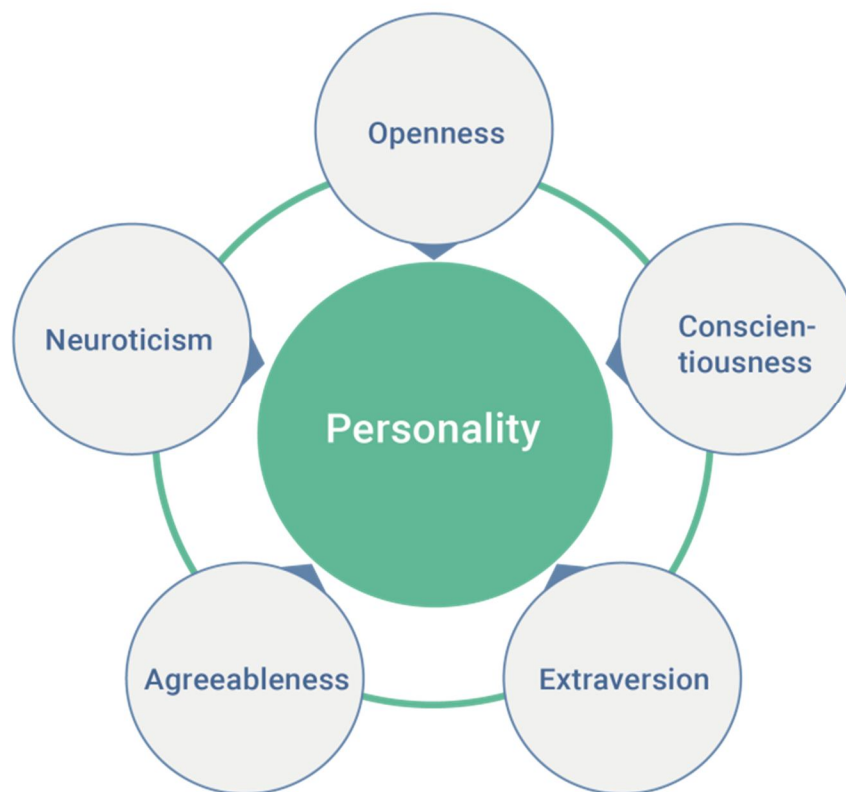 Openness
Conscien-
tiousness
Extraversion
Agreeableness
Neuroticism
Personality